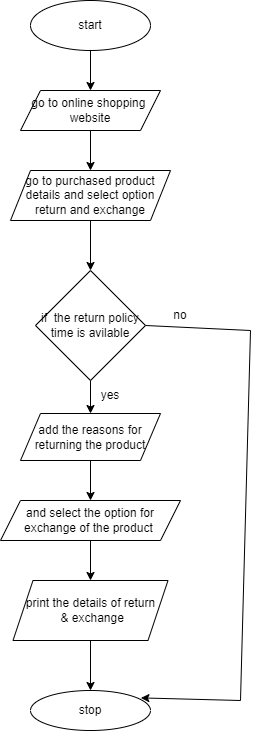 start
go to online shopping
website
go to purchased product
details and select option
return and exchange
if  the return policy
time is avilable
no
yes
add the reasons for
returning the product
and select the option for
exchange of the product
print the details of return
& exchange
stop